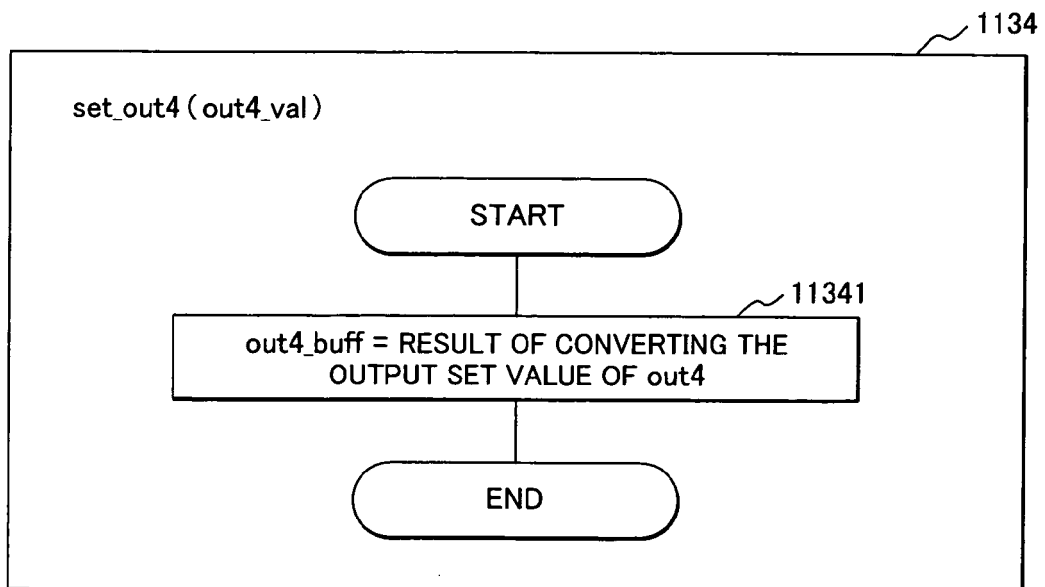 1134
set_out4 ( out4_val )
START
11341
out4_buff = RESULT OF CONVERTING THE
OUTPUT SET VALUE OF out4
END